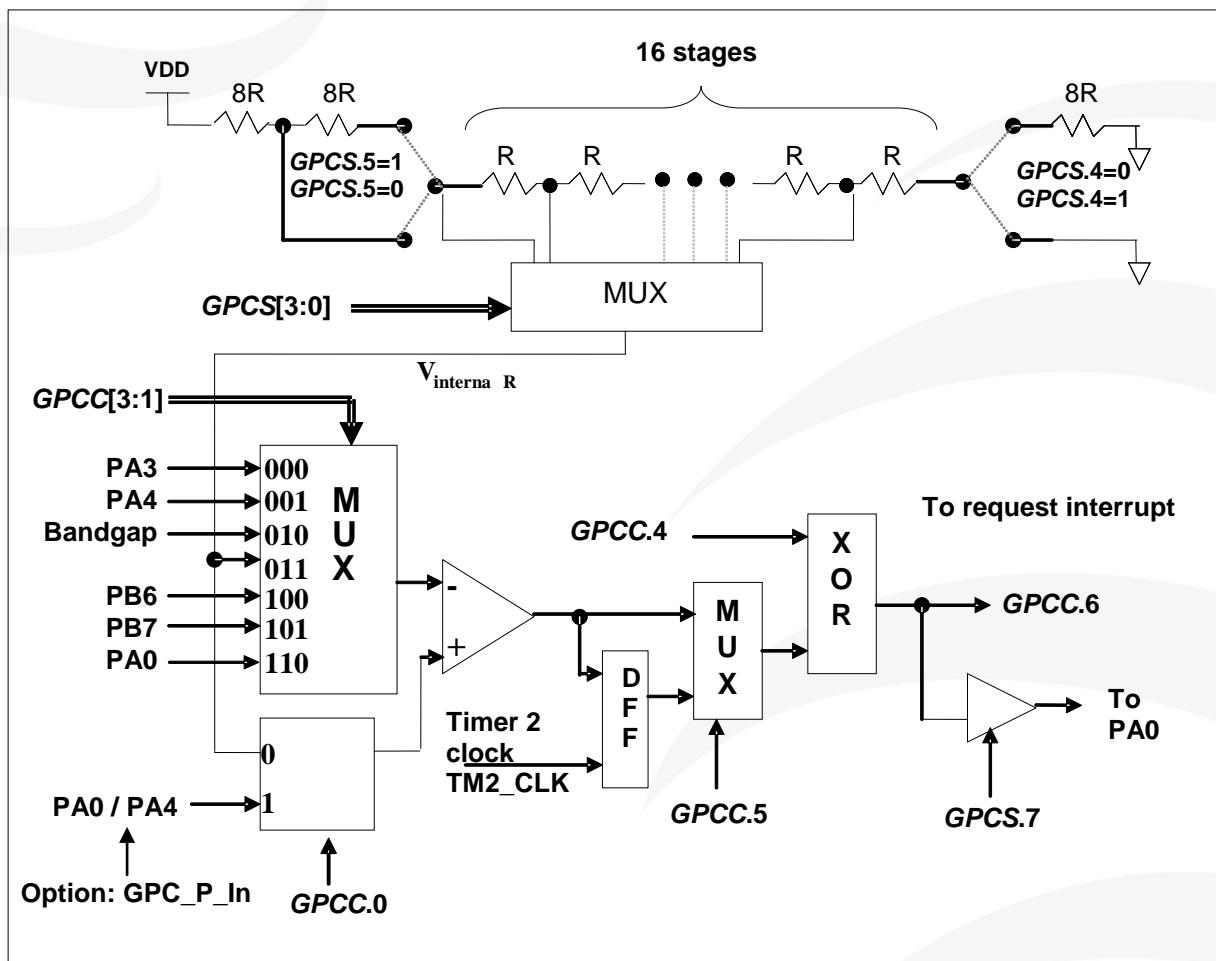 16 stages
VDD
8R
8R
8R
GPCS.5=1
GPCS.5=0
R
R
R
R
GPCS.4=0
GPCS.4=1
MUX
GPCS[3:0]
Vinterna R
GPCC[3:1]
PA3
PA4
Bandgap
PB6
PB7
PA0
000
001
010
011
100
101
110
M
U
X
-
+
GPCC.4
X
O
R
To request interrupt
GPCC.6
M
U
X
D
F
F
Timer 2
clock
TM2_CLK
GPCC.5
To
PA0
GPCS.7
0
1
PA0 / PA4
Option: GPC_P_In
GPCC.0